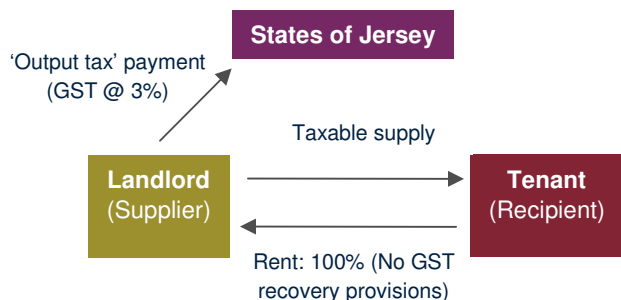 States of Jersey
‘Output tax’ payment
(GST @ 3%)
Taxable supply
Landlord
(Supplier)
Tenant
(Recipient)
Rent: 100% (No GST
recovery provisions)